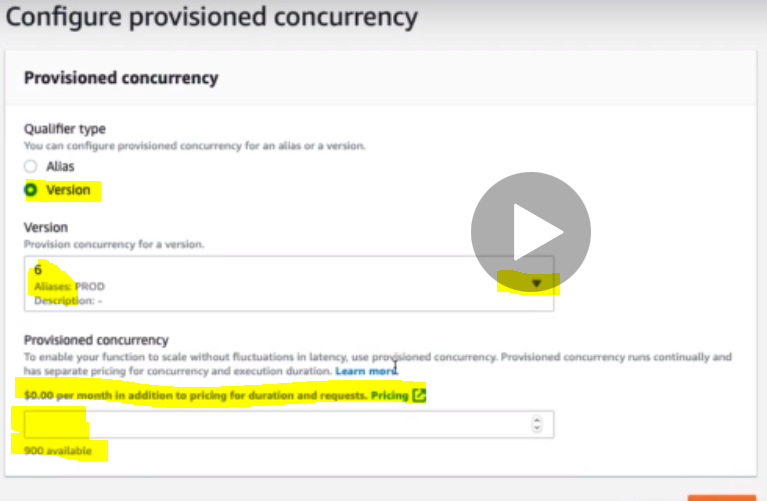 Configure provisioned concurrency
Provisioned concurrency
Qualifier type
You can configure provisioned concurrency for an alias or a version.
Alias
Version
Version
Provision concurrency for a version.
6
Aliases: PROD
Description: -
Provisioned concurrency
To enable your function to scale without fluctuations in latency, use provisioned concurrency. Provisioned concurrency runs continually and
has separate pricing for concurrency and execution duration. Learn more.
$0.00 per month in addition to pricing for duration and requests. Pricing
900 available